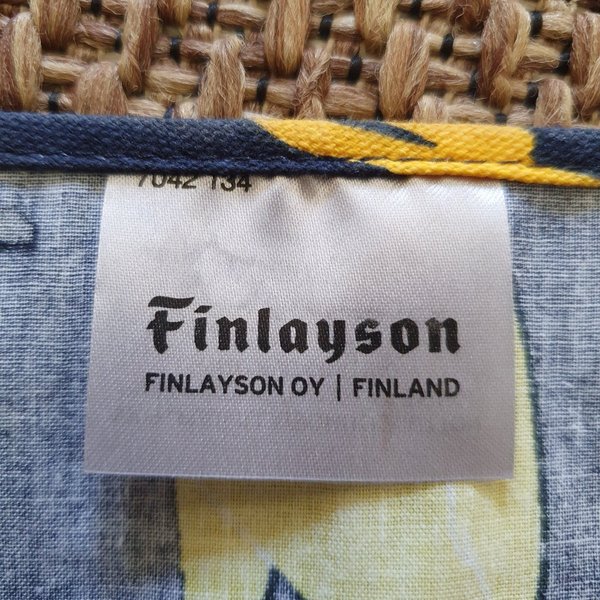 7042 134
Finlayson
FINLAYSON OY | FINLAND